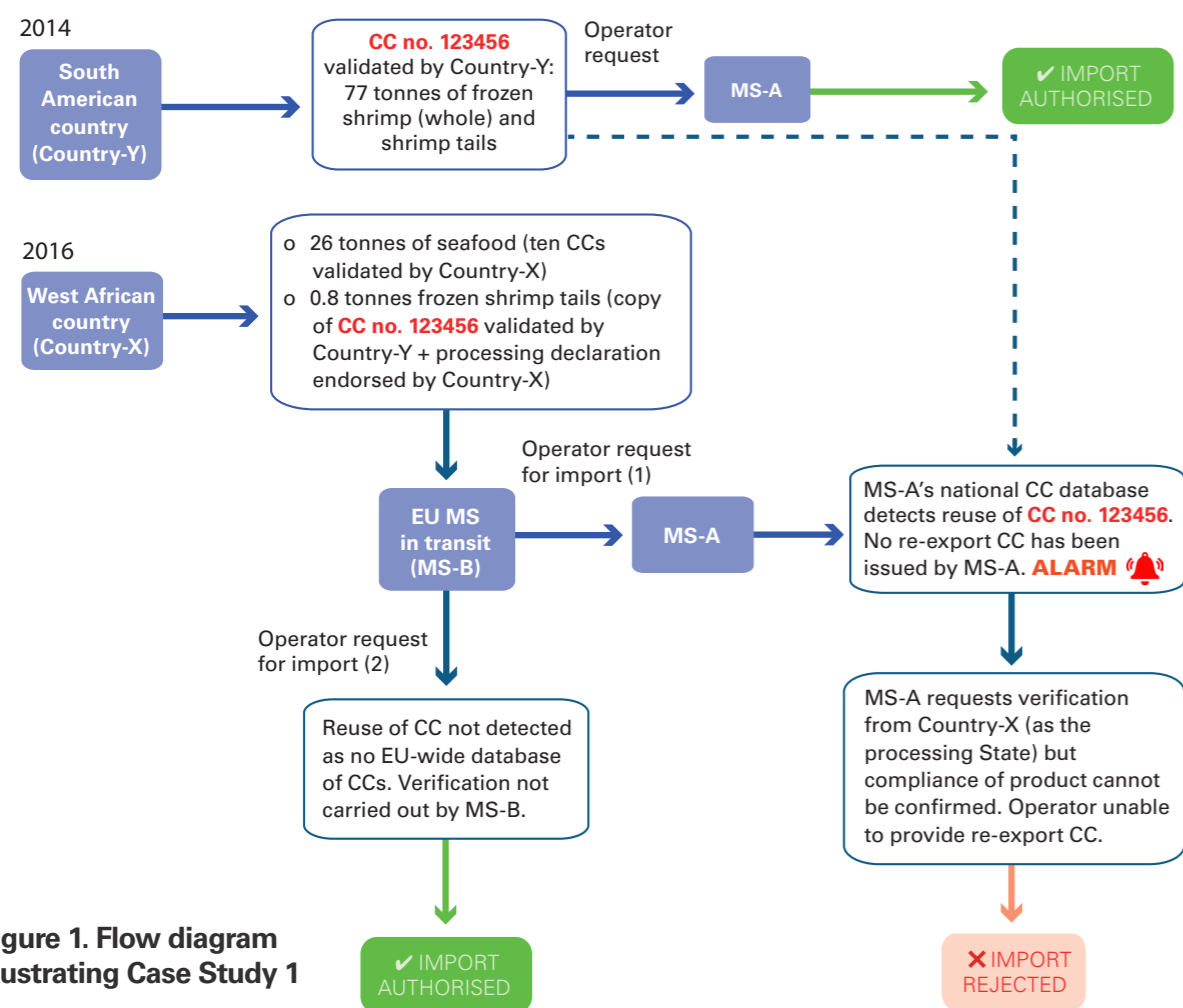 2014
South
American
country
(Country-Y)
CC no. 123456
validated by Country-Y:
77 tonnes of frozen
shrimp (whole) and
shrimp tails
Operator
request
MS-A
✔ IMPORT
AUTHORISED
2016
West African
country
(Country-X)
o 26 tonnes of seafood (ten CCs
validated by Country-X)
o 0.8 tonnes frozen shrimp tails (copy
of CC no. 123456 validated by
Country-Y + processing declaration
endorsed by Country-X)
EU MS
in transit
(MS-B)
Operator request
for import (1)
MS-A
MS-A's national CC database
detects reuse of CC no. 123456.
No re-export CC has been
issued by MS-A. ALARM
Operator request
for import (2)
Reuse of CC not detected
as no EU-wide database
of CCs. Verification not
carried out by MS-B.
MS-A requests verification
from Country-X (as the
processing State) but
compliance of product cannot
be confirmed. Operator unable
to provide re-export CC.
✔ IMPORT
AUTHORISED
✕ IMPORT
REJECTED
gure 1. Flow diagram
ustrating Case Study 1